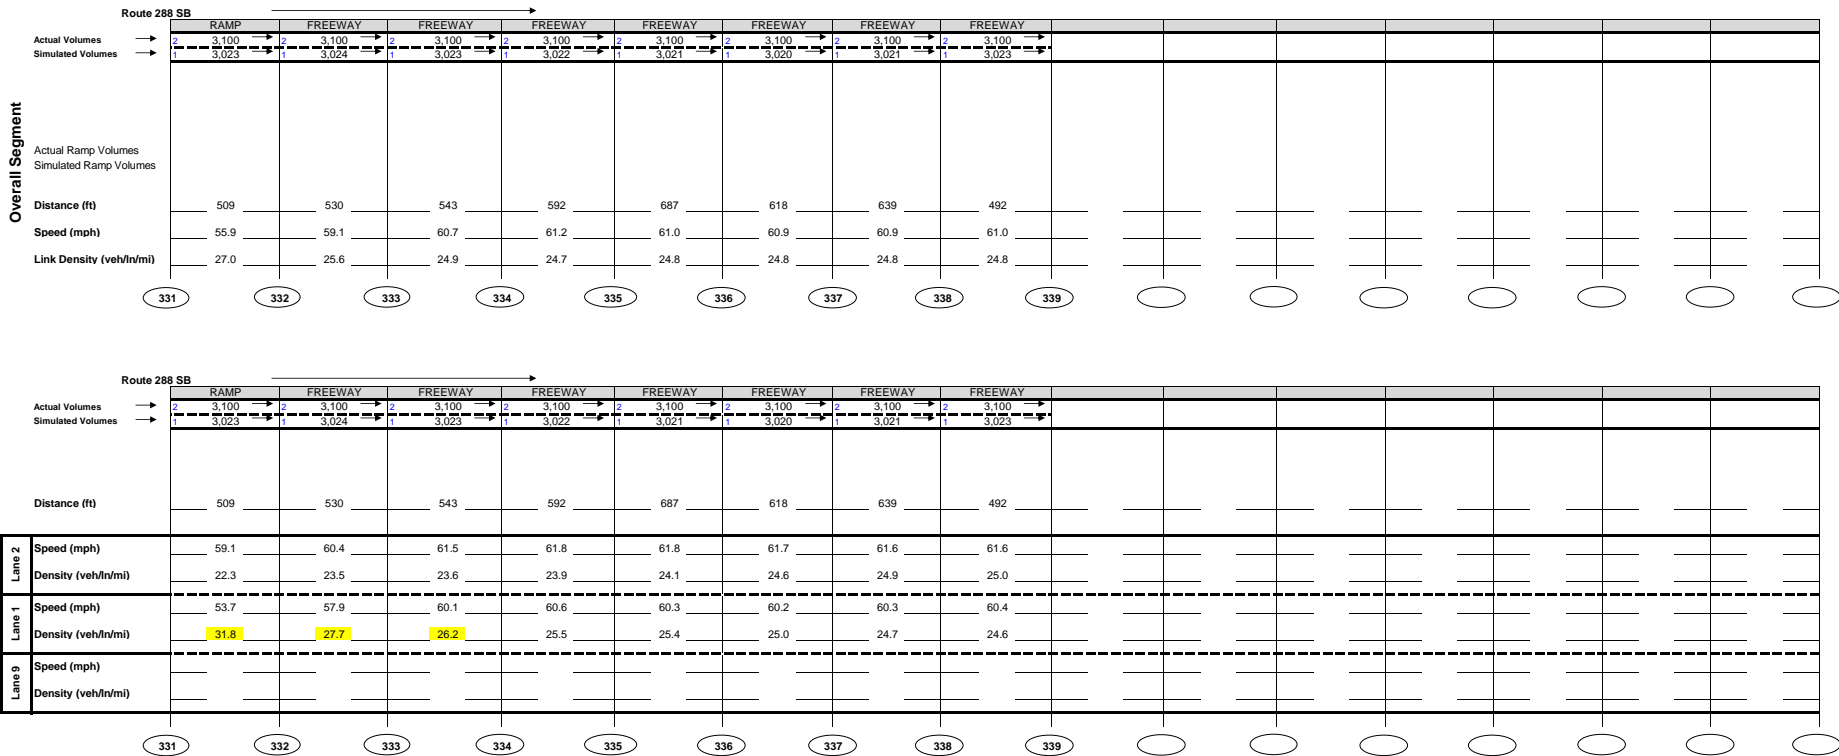 Route 288 SB
RAMP FREEWAY FREEWAY FREEWAY FREEWAY FREEWAY FREEWAY FREEWAY
Actual Volumes 2 3,100 2 3,100 2 3,100 2 3,100 2 3,100 2 3,100 2 3,100 2 3,100
Simulated Volumes 1 3,023 1 3,024 1 3,023 1 3,022 1 3,021 1 3,020 1 3,021 1 3,023
Overall Segment
Actual Ramp Volumes
Simulated Ramp Volumes
Distance (ft) 509 530 543 592 687 618 639 492
Speed (mph) 55.9 59.1 60.7 61.2 61.0 60.9 60.9 61.0
Link Density (veh/ln/mi) 27.0 25.6 24.9 24.7 24.8 24.8 24.8 24.8
331 332 333 334 335 336 337 338 339
Route 288 SB
RAMP FREEWAY FREEWAY FREEWAY FREEWAY FREEWAY FREEWAY FREEWAY
Actual Volumes 2 3,100 2 3,100 2 3,100 2 3,100 2 3,100 2 3,100 2 3,100 2 3,100
Simulated Volumes 1 3,023 1 3,024 1 3,023 1 3,022 1 3,021 1 3,020 1 3,021 1 3,023
Distance (ft) 509 530 543 592 687 618 639 492
Lane 2
Speed (mph) 59.1 60.4 61.5 61.8 61.8 61.7 61.6 61.6
Density (veh/ln/mi) 22.3 23.5 23.6 23.9 24.1 24.6 24.9 25.0
Lane 1
Speed (mph) 53.7 57.9 60.1 60.6 60.3 60.2 60.3 60.4
Density (veh/ln/mi) 31.8 27.7 26.2 25.5 25.4 25.0 24.7 24.6
Lane 9
Speed (mph)
Density (veh/ln/mi)
331 332 333 334 335 336 337 338 339